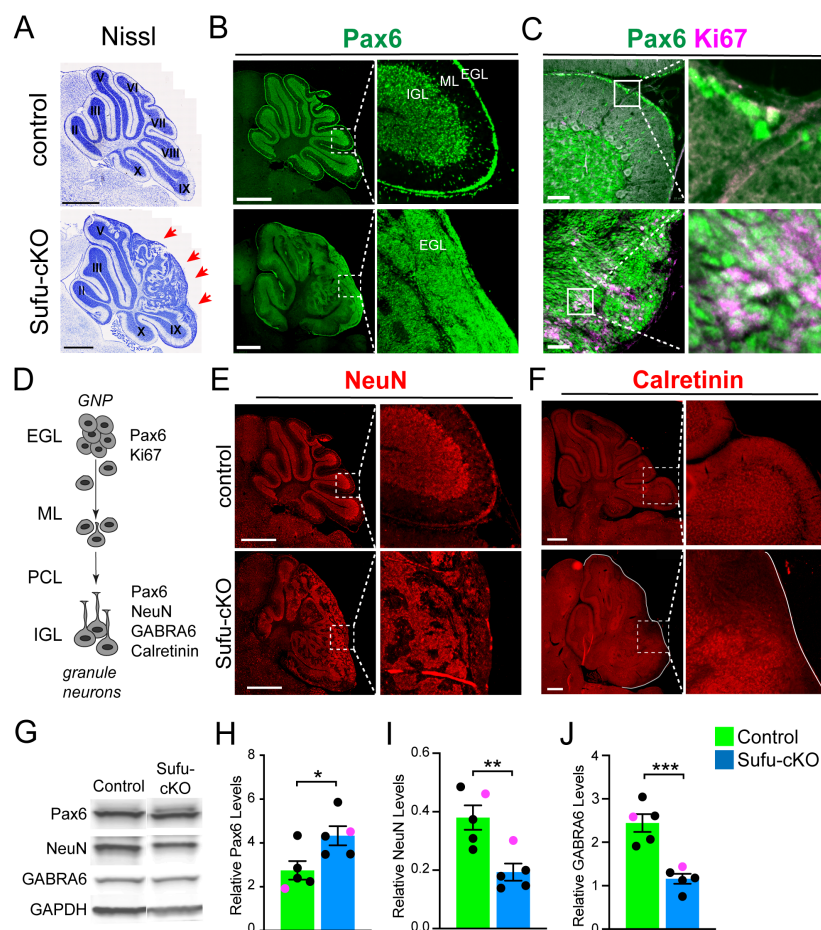 A
Nissl
control
V
VI
III
VII
II
VIII
X
IX
Sufu-cKO
V
III
II
X
IX
B
Pax6
EGL
ML
IGL
EGL
C
Pax6 Ki67
D
GNP
EGL
Pax6
Ki67
ML
PCL
IGL
Pax6
NeuN
GABRA6
Calretinin
granule
neurons
E
NeuN
control
Sufu-cKO
F
Calretinin
G
Control
Sufu-
cKO
Pax6
NeuN
GABRA6
GAPDH
H
Relative Pax6 Levels
8
6
4
2
0
*
I
Relative NeuN Levels
0.6
0.4
0.2
0.0
**
J
Relative GABRA6 Levels
4
3
2
1
0
***
Control
Sufu-cKO